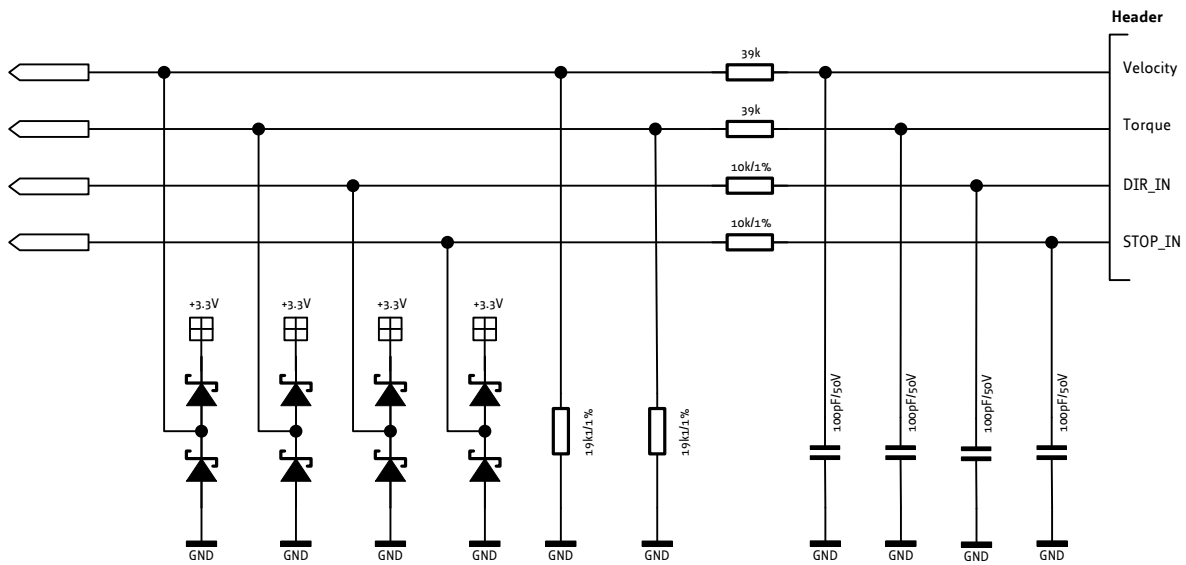 Header
39k
Velocity
39k
Torque
10k/1%
DIR_IN
10k/1%
STOP_IN
+3.3V
+3.3V
+3.3V
+3.3V
19k1/1%
19k1/1%
100pF/50V
100pF/50V
100pF/50V
100pF/50V
GND
GND
GND
GND
GND
GND
GND
GND
GND
GND